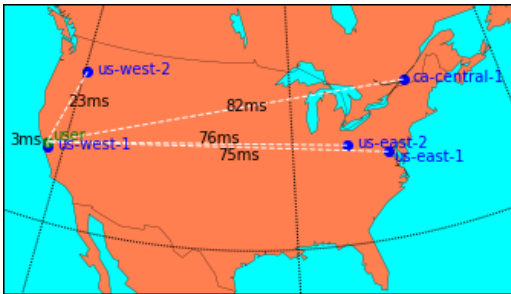 us-west-2
ca-central-1
23ms
82ms
user
3ms
us-west-1
76ms
us-east-2
75ms
us-east-1